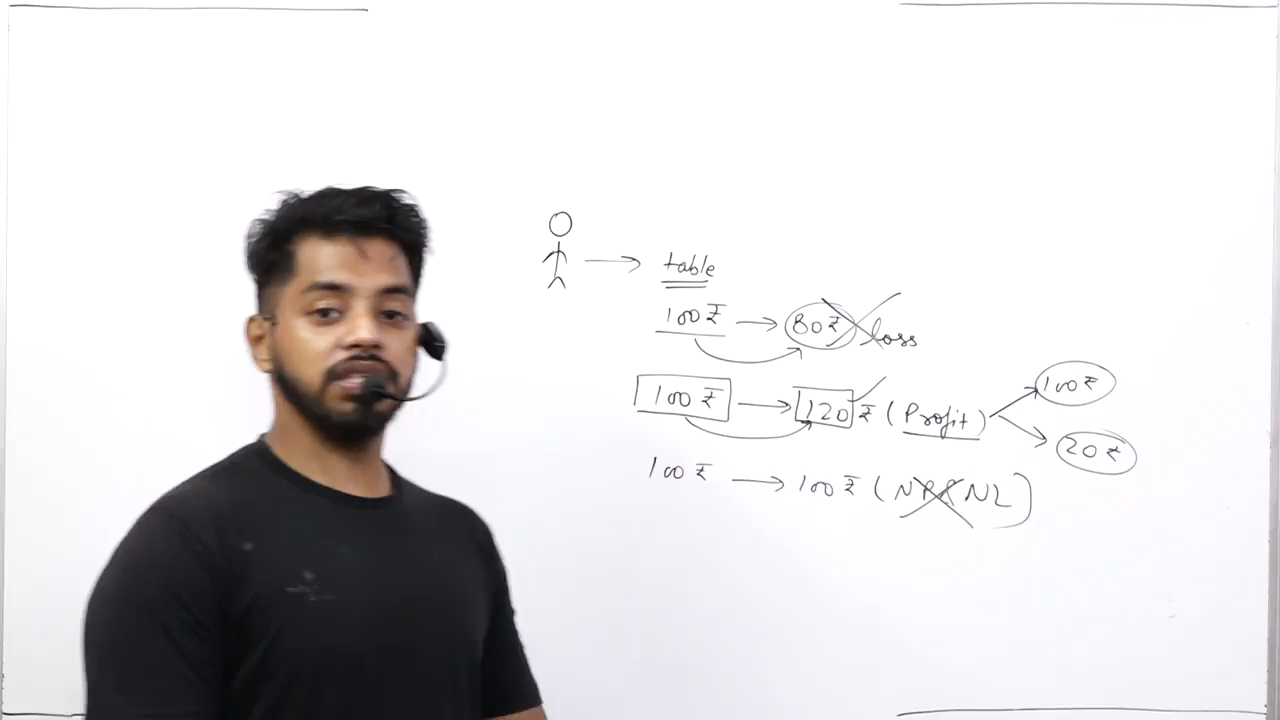 table
100 ₹ → 80 ₹ loss
100 ₹ → 120 ₹ (Profit) 100 ₹
20 ₹
100 ₹ → 100 ₹ (NP & NL)